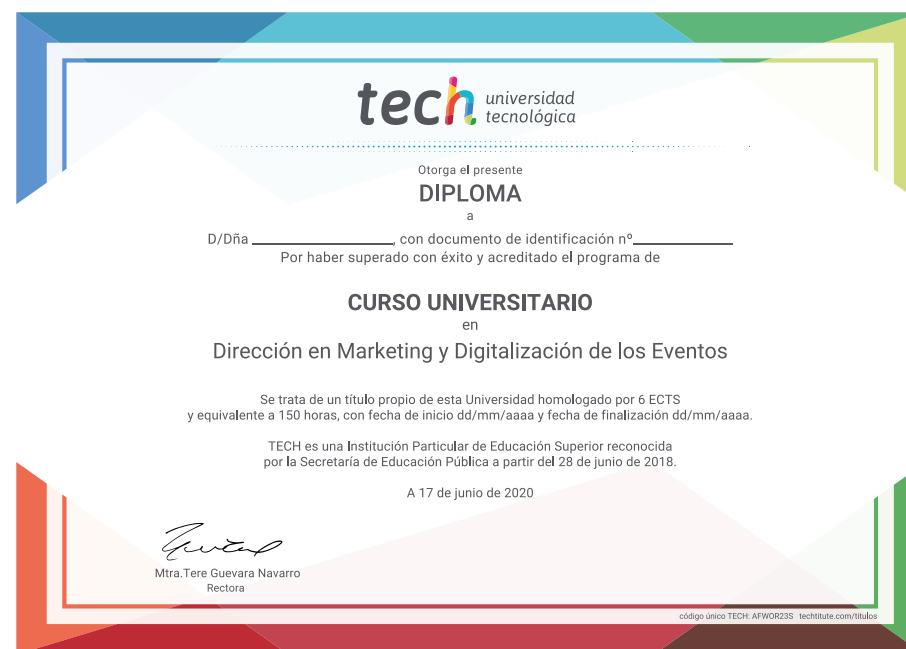 tech universidad
tecnológica
Otorga el presente
DIPLOMA
a
D/Dña ____________________, con documento de identificación nº______________
Por haber superado con éxito y acreditado el programa de
CURSO UNIVERSITARIO
en
Dirección en Marketing y Digitalización de los Eventos
Se trata de un título propio de esta Universidad homologado por 6 ECTS
y equivalente a 150 horas, con fecha de inicio dd/mm/aaaa y fecha de finalización dd/mm/aaaa.
TECH es una Institución Particular de Educación Superior reconocida
por la Secretaría de Educación Pública a partir del 28 de junio de 2018.
A 17 de junio de 2020
Mtra.Tere Guevara Navarro
Rectora
código único TECH: AFWOR23S techtitute.com/titulos